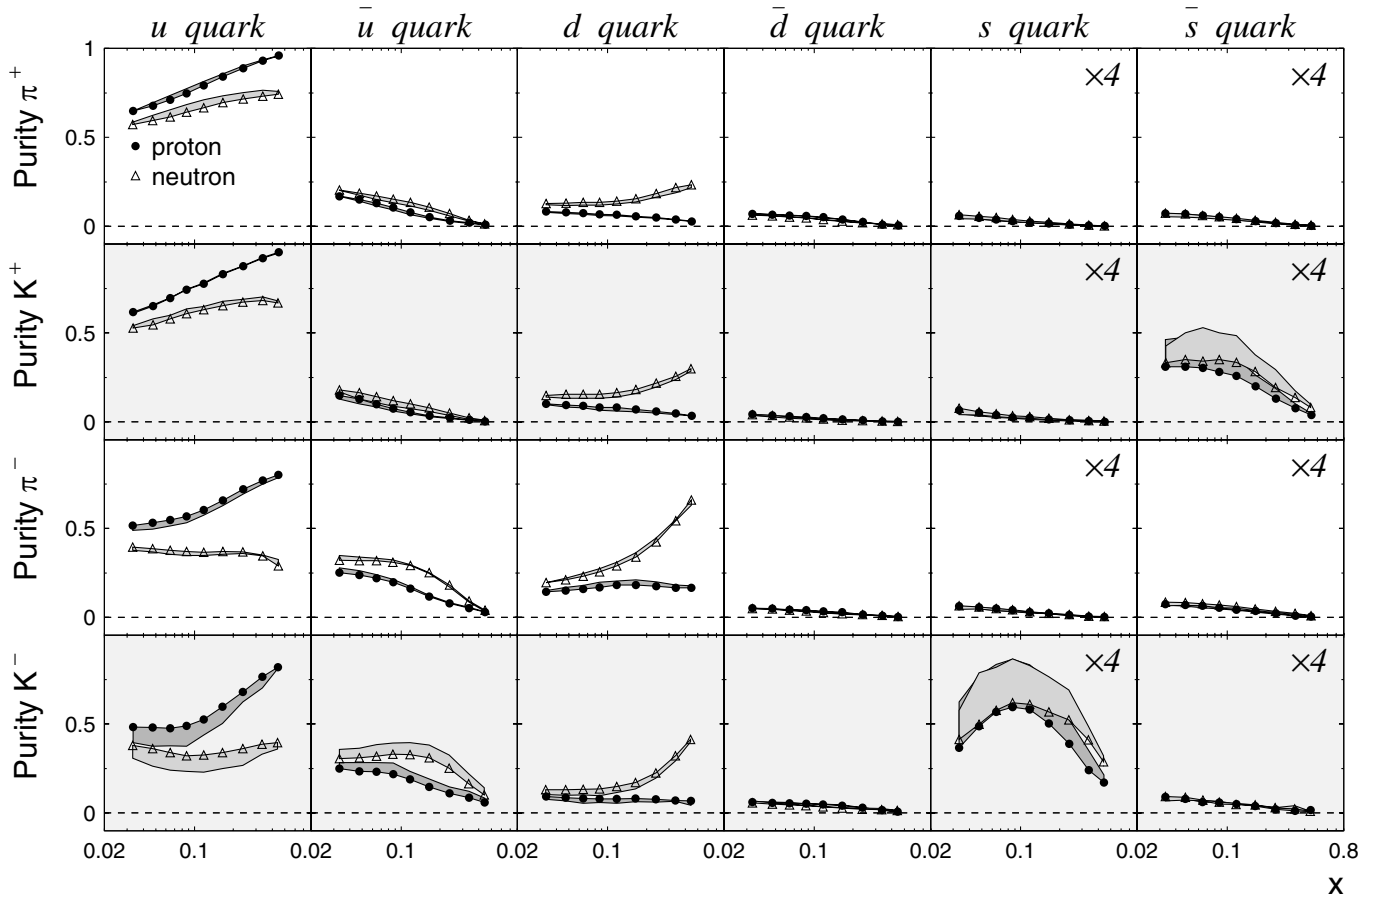 u quark ū quark d quark d̄ quark s quark s̄ quark
Purity π⁺ 1 0.5 0 ×4 ×4
proton
neutron
Purity K⁺ 0.5 0 ×4 ×4
Purity π⁻ 0.5 0 ×4 ×4
Purity K⁻ 0.5 0 ×4 ×4
0.02 0.1 0.02 0.1 0.02 0.1 0.02 0.1 0.02 0.1 0.02 0.1 0.8
x